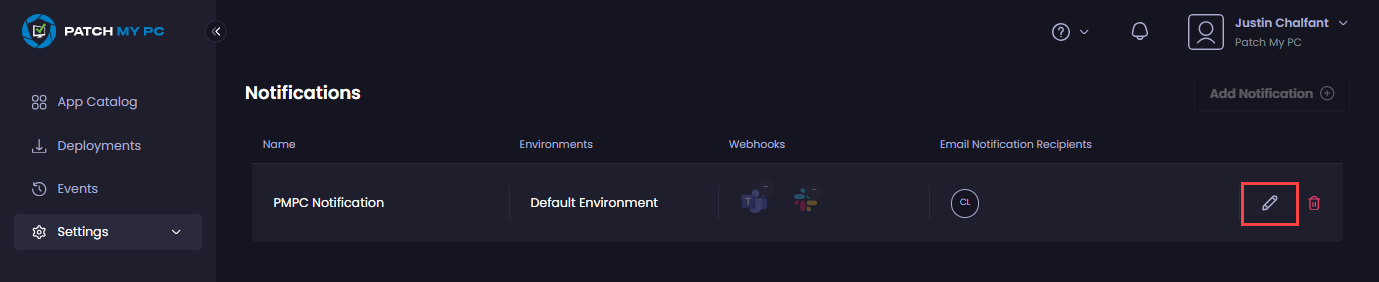 PATCH MY PC
Justin Chalfant
Patch My PC
App Catalog
Deployments
Events
Settings
Notifications
Add Notification
Name Environments Webhooks Email Notification Recipients
PMPC Notification Default Environment T CL